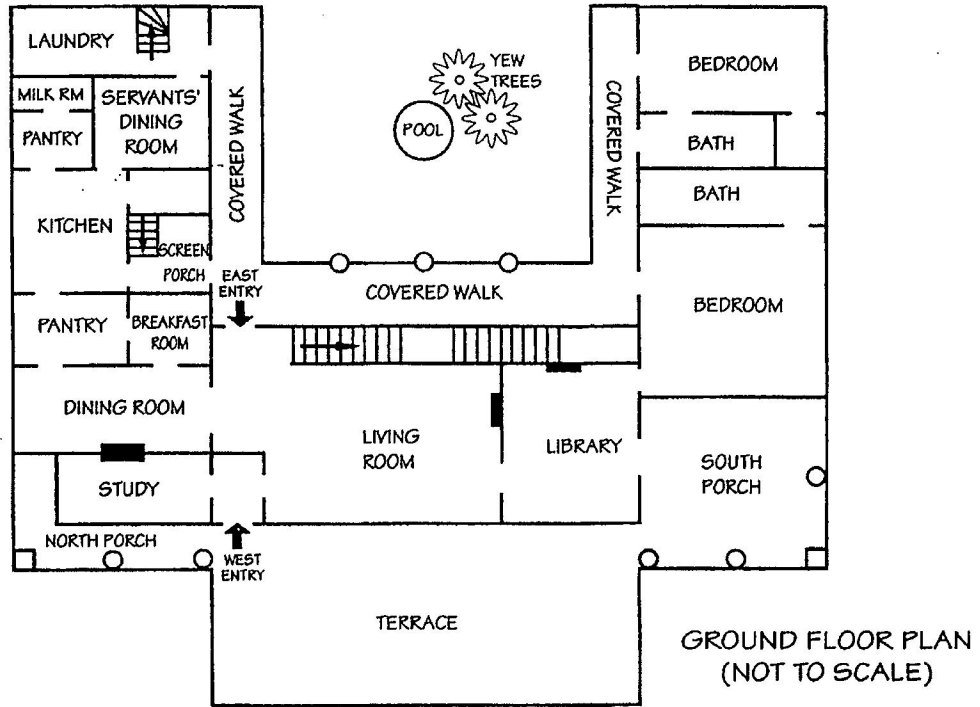 LAUNDRY
MILK RM
PANTRY
SERVANTS'
DINING
ROOM
COVERED WALK
YEW
TREES
POOL
COVERED WALK
BEDROOM
BATH
BATH
KITCHEN
SCREEN
PORCH
EAST
ENTRY
COVERED WALK
BEDROOM
PANTRY
BREAKFAST
ROOM
DINING ROOM
LIVING
ROOM
LIBRARY
SOUTH
PORCH
STUDY
NORTH PORCH
WEST
ENTRY
TERRACE
GROUND FLOOR PLAN
(NOT TO SCALE)